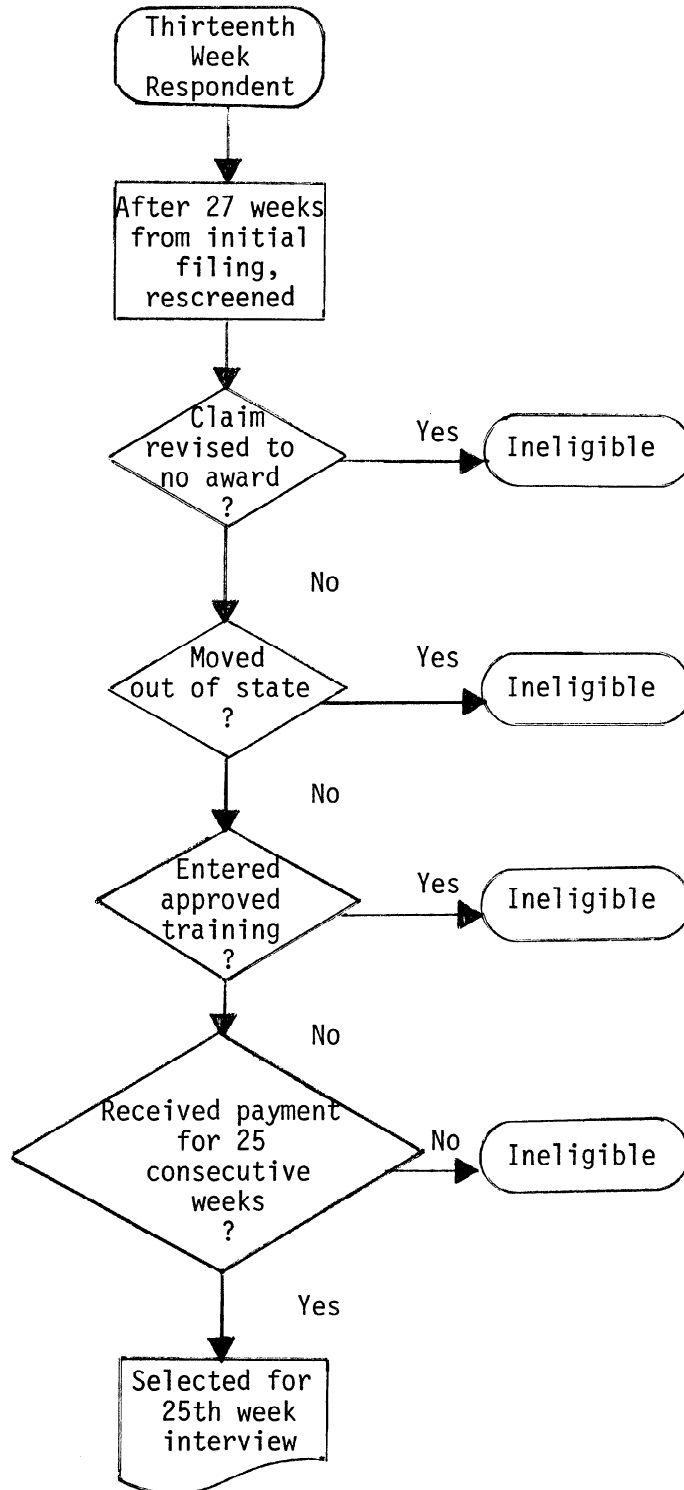 Thirteenth
Week
Respondent
After 27 weeks
from initial
filing,
rescreened
Claim
revised to
no award
?
Yes
Ineligible
No
Moved
out of state
?
Yes
Ineligible
No
Entered
approved
training
?
Yes
Ineligible
No
Received payment
for 25
consecutive
weeks
?
No
Ineligible
Yes
Selected for
25th week
interview